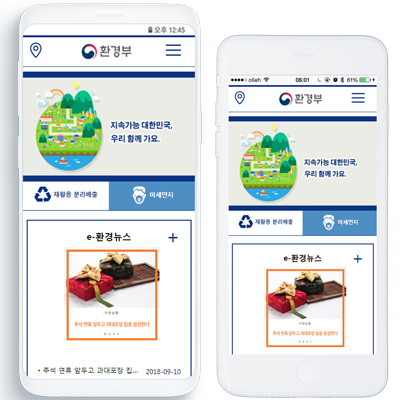 오후 12:45
환경부
지속가능 대한민국,
우리 함께 가요.
재활용 분리배출
미세먼지
e-환경뉴스
+
추석 연휴 앞두고 과대포장 집중 점검한다
• 추석 연휴 앞두고 과대포장 집... 2018-09-10
olleh 06:01 61%
환경부
지속가능 대한민국,
우리 함께 가요.
재활용 분리배출
미세먼지
e-환경뉴스
+
추석 연휴 앞두고 과대포장 집중 점검한다